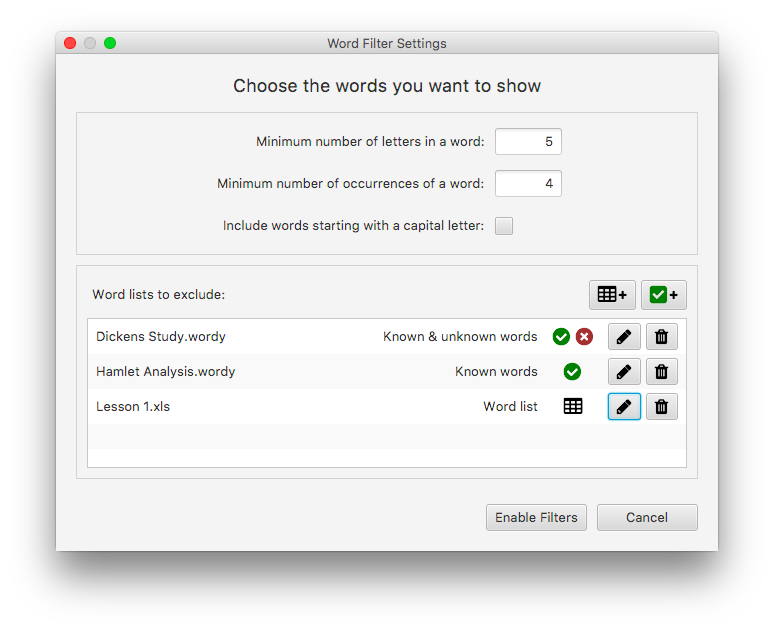 Word Filter Settings
Choose the words you want to show
Minimum number of letters in a word: 5
Minimum number of occurrences of a word: 4
Include words starting with a capital letter:
Word lists to exclude:
Dickens Study.wordy Known & unknown words
Hamlet Analysis.wordy Known words
Lesson 1.xls Word list
Enable Filters Cancel